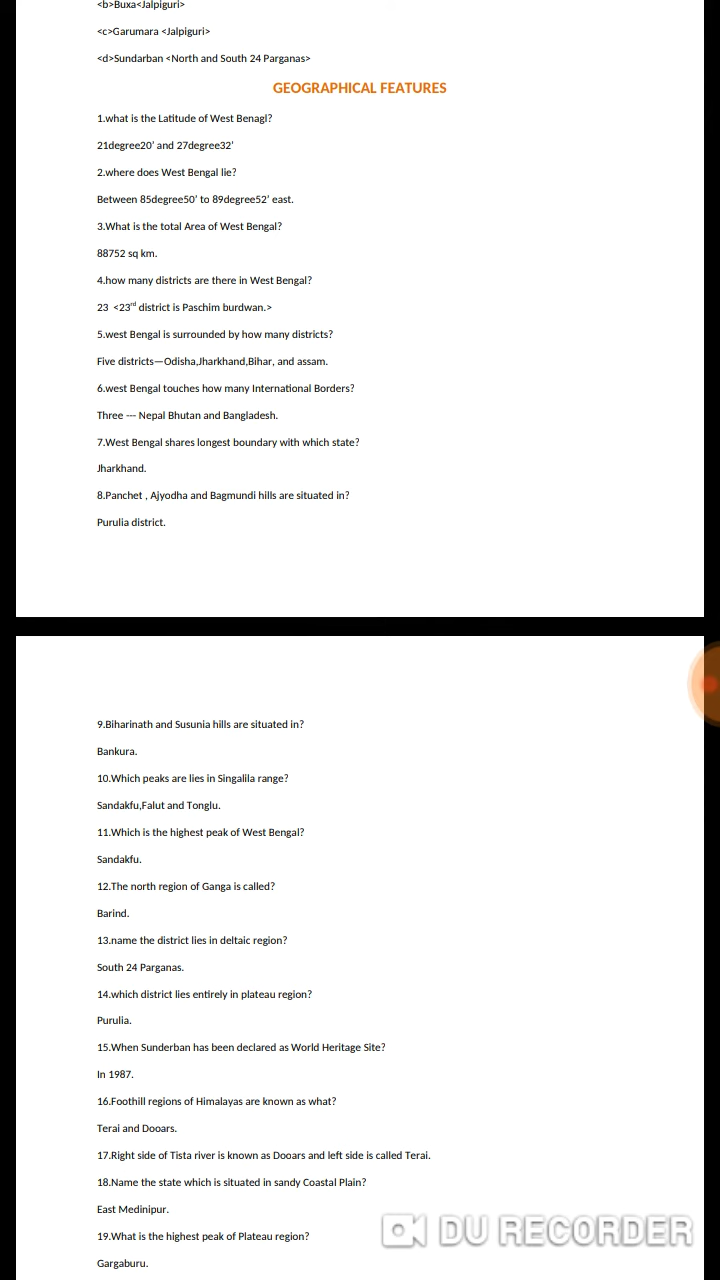 <b>Buxa<Jalpiguri>
<c>Garumara <Jalpiguri>
<d>Sundarban <North and South 24 Parganas>
GEOGRAPHICAL FEATURES
1.what is the Latitude of West Benagl?
21degree20’ and 27degree32’
2.where does West Bengal lie?
Between 85degree50’ to 89degree52’ east.
3.What is the total Area of West Bengal?
88752 sq km.
4.how many districts are there in West Bengal?
23 <23rd district is Paschim burdwan.>
5.west Bengal is surrounded by how many districts?
Five districts—Odisha,Jharkhand,Bihar, and assam.
6.west Bengal touches how many International Borders?
Three --- Nepal Bhutan and Bangladesh.
7.West Bengal shares longest boundary with which state?
Jharkhand.
8.Panchet , Ajyodha and Bagmundi hills are situated in?
Purulia district.
9.Biharinath and Susunia hills are situated in?
Bankura.
10.Which peaks are lies in Singalila range?
Sandakfu,Falut and Tonglu.
11.Which is the highest peak of West Bengal?
Sandakfu.
12.The north region of Ganga is called?
Barind.
13.name the district lies in deltaic region?
South 24 Parganas.
14.which district lies entirely in plateau region?
Purulia.
15.When Sunderban has been declared as World Heritage Site?
In 1987.
16.Foothill regions of Himalayas are known as what?
Terai and Dooars.
17.Right side of Tista river is known as Dooars and left side is called Terai.
18.Name the state which is situated in sandy Coastal Plain?
East Medinipur.
19.What is the highest peak of Plateau region?
Gargaburu.
DU RECORDER